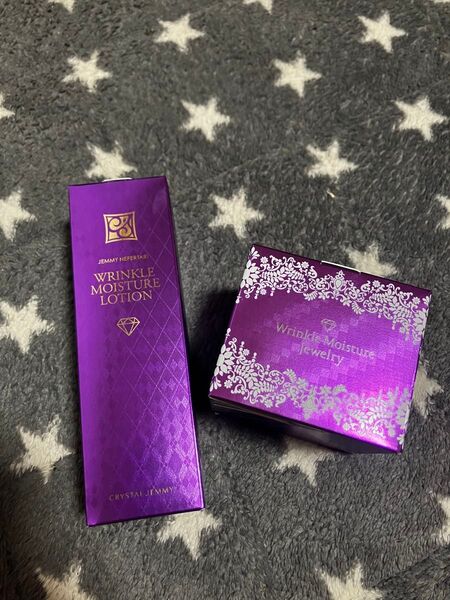 JEMMY NEFERTARI
WRINKLE
MOISTURE
LOTION
CRYSTAL JEMMY
Wrinkle Moisture
Jewelry